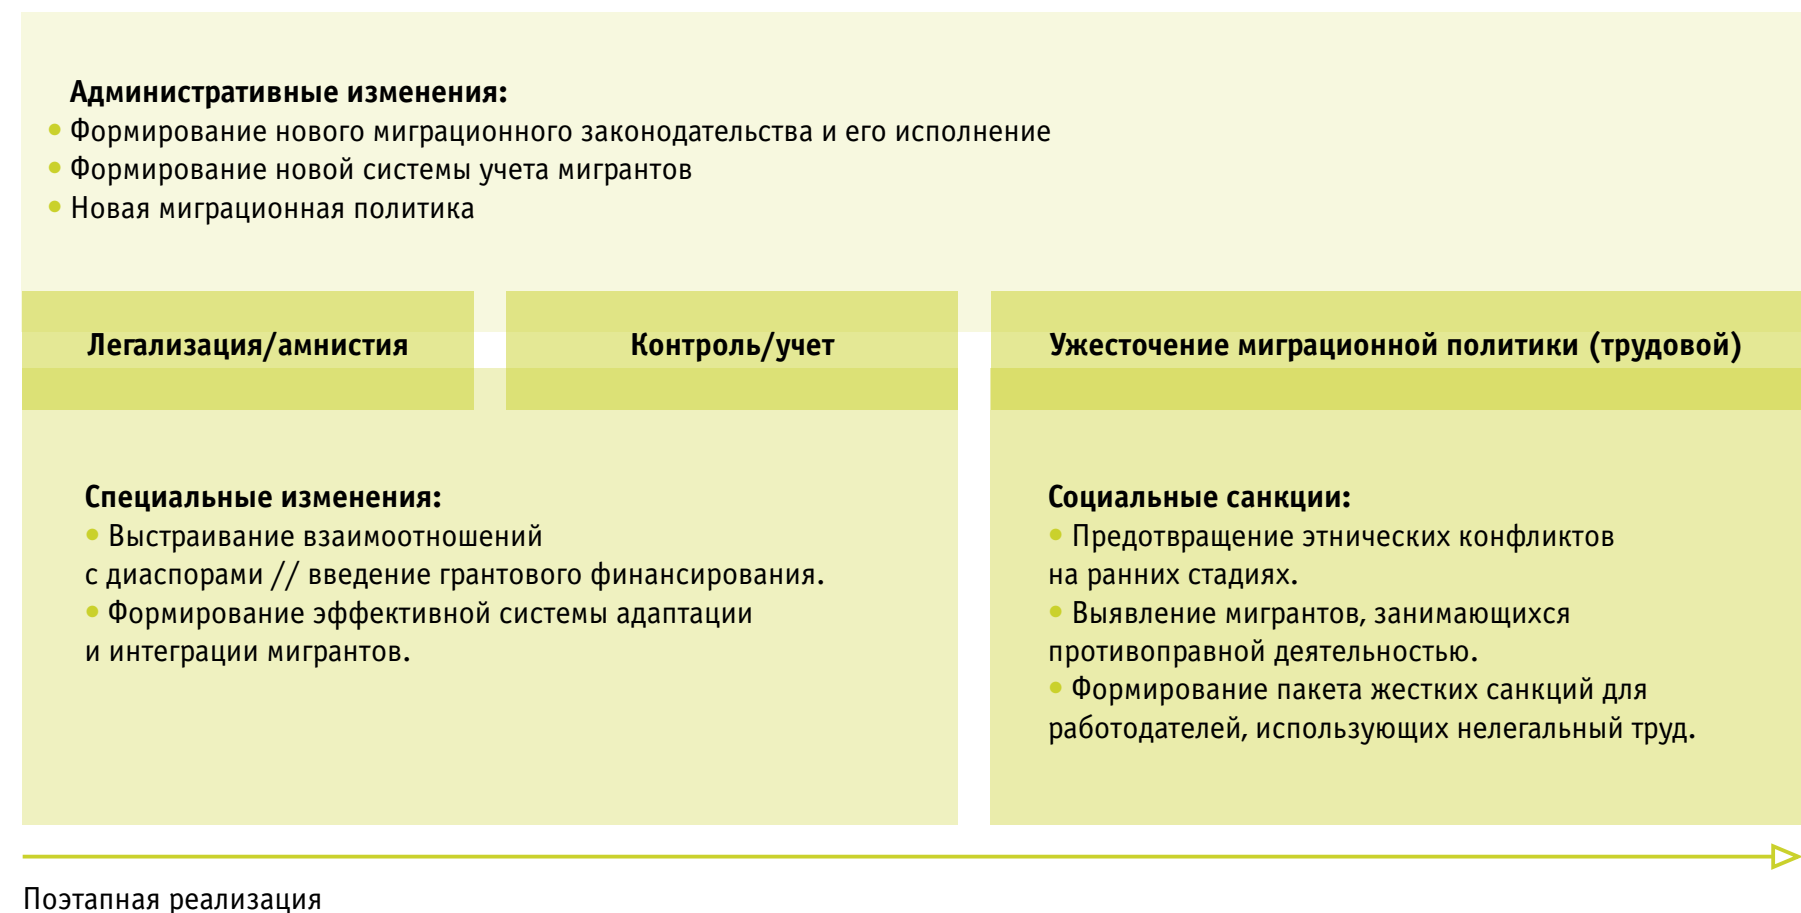 Административные изменения:
• Формирование нового миграционного законодательства и его исполнение
• Формирование новой системы учета мигрантов
• Новая миграционная политика
Легализация/амнистия
Контроль/учет
Ужесточение миграционной политики (трудовой)
Специальные изменения:
• Выстраивание взаимоотношений
с диаспорами // введение грантового финансирования.
• Формирование эффективной системы адаптации
и интеграции мигрантов.
Социальные санкции:
• Предотвращение этнических конфликтов
на ранних стадиях.
• Выявление мигрантов, занимающихся
противоправной деятельностью.
• Формирование пакета жестких санкций для
работодателей, использующих нелегальный труд.
Поэтапная реализация